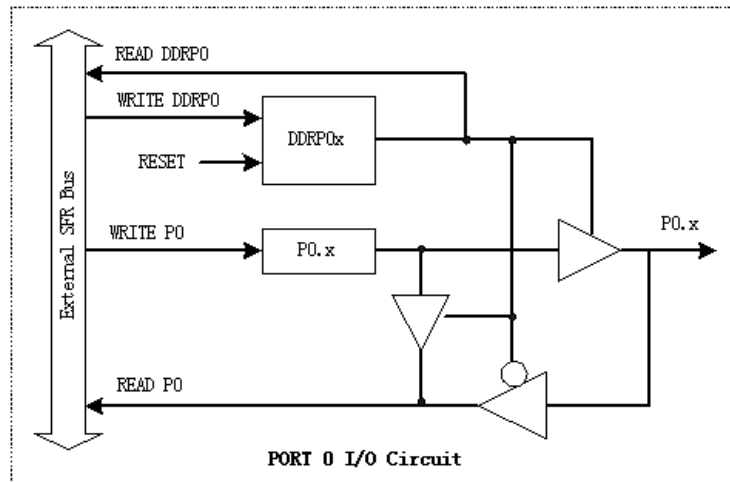 READ DDRP0
WRITE DDRP0
DDRP0x
RESET
External SFR Bus
WRITE P0
P0.x
P0.x
READ P0
PORT 0 I/O Circuit